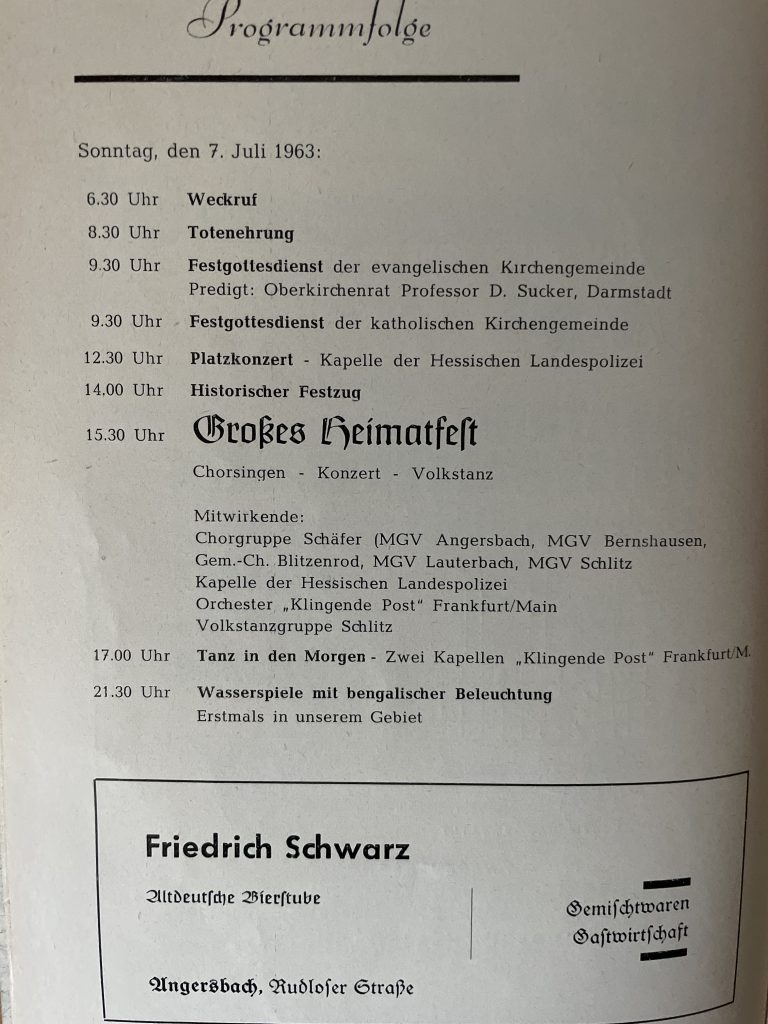 Programmfolge
Sonntag, den 7. Juli 1963:
6.30 Uhr Weckruf
8.30 Uhr Totenehrung
9.30 Uhr Festgottesdienst der evangelischen Kirchengemeinde
Predigt: Oberkirchenrat Professor D. Sucker, Darmstadt
9.30 Uhr Festgottesdienst der katholischen Kirchengemeinde
12.30 Uhr Platzkonzert - Kapelle der Hessischen Landespolizei
14.00 Uhr Historischer Festzug
15.30 Uhr Großes Heimatfest
Chorsingen - Konzert - Volkstanz
Mitwirkende:
Chorgruppe Schäfer (MGV Angersbach, MGV Bernshausen,
Gem.-Ch. Blitzenrod, MGV Lauterbach, MGV Schlitz
Kapelle der Hessischen Landespolizei
Orchester „Klingende Post“ Frankfurt/Main
Volkstanzgruppe Schlitz
17.00 Uhr Tanz in den Morgen - Zwei Kapellen „Klingende Post“ Frankfurt/M.
21.30 Uhr Wasserspiele mit bengalischer Beleuchtung
Erstmals in unserem Gebiet
Friedrich Schwarz
Altdeutsche Bierstube
Gemischtwaren
Gastwirtschaft
Angersbach, Rudloser Straße